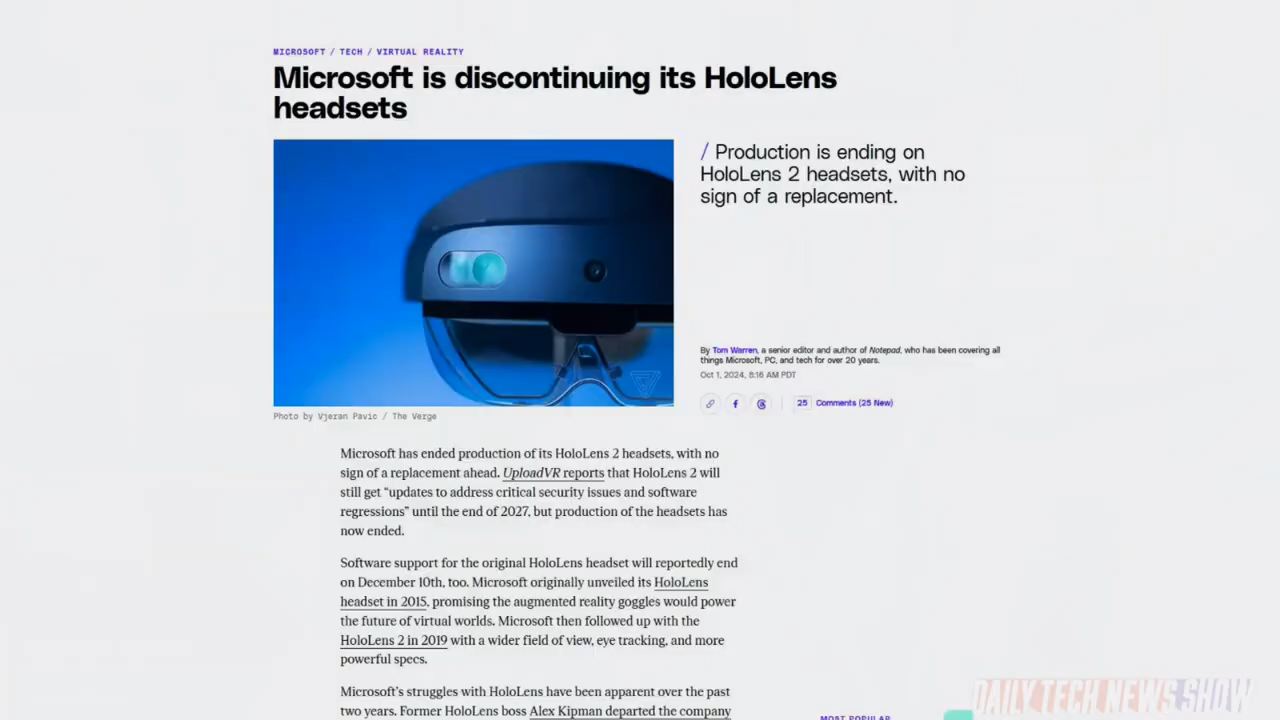 MICROSOFT / TECH / VIRTUAL REALITY
Microsoft is discontinuing its HoloLens
headsets
/ Production is ending on
HoloLens 2 headsets, with no
sign of a replacement.
By Tom Warren, a senior editor and author of Notepad, who has been covering all
things Microsoft, PC, and tech for over 20 years.
Oct 1, 2024, 8:16 AM PDT
25 Comments (25 New)
Photo by Vjeran Pavic / The Verge
Microsoft has ended production of its HoloLens 2 headsets, with no
sign of a replacement ahead. UploadVR reports that HoloLens 2 will
still get “updates to address critical security issues and software
regressions” until the end of 2027, but production of the headsets has
now ended.
Software support for the original HoloLens headset will reportedly end
on December 10th, too. Microsoft originally unveiled its HoloLens
headset in 2015, promising the augmented reality goggles would power
the future of virtual worlds. Microsoft then followed up with the
HoloLens 2 in 2019 with a wider field of view, eye tracking, and more
powerful specs.
Microsoft’s struggles with HoloLens have been apparent over the past
two years. Former HoloLens boss Alex Kipman departed the company
MOST POPULAR
DAILY TECH NEWS SHOW